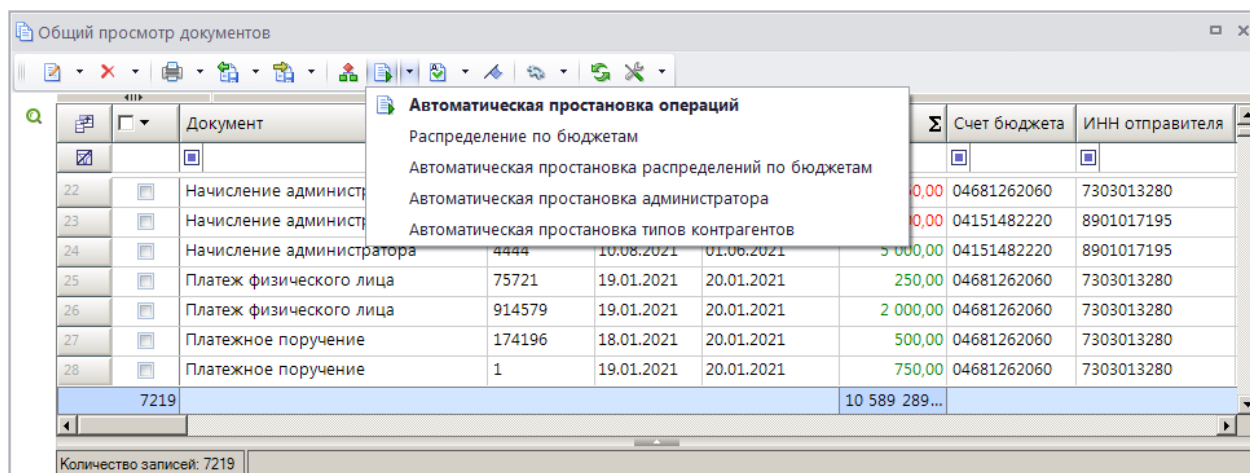 Общий просмотр документов
Автоматическая простановка операций
Распределение по бюджетам
Автоматическая простановка распределений по бюджетам
Автоматическая простановка администратора
Автоматическая простановка типов контрагентов
Документ Σ Счет бюджета ИНН отправителя
22 Начисление админист 0,00 04681262060 7303013280
23 Начисление админист 0,00 04151482220 8901017195
24 Начисление администратора 4444 10.08.2021 01.06.2021 5 000,00 04151482220 8901017195
25 Платеж физического лица 75721 19.01.2021 20.01.2021 250,00 04681262060 7303013280
26 Платеж физического лица 914579 19.01.2021 20.01.2021 2 000,00 04681262060 7303013280
27 Платежное поручение 174196 18.01.2021 20.01.2021 500,00 04681262060 7303013280
28 Платежное поручение 1 19.01.2021 20.01.2021 750,00 04681262060 7303013280
7219 10 589 289...
Количество записей: 7219